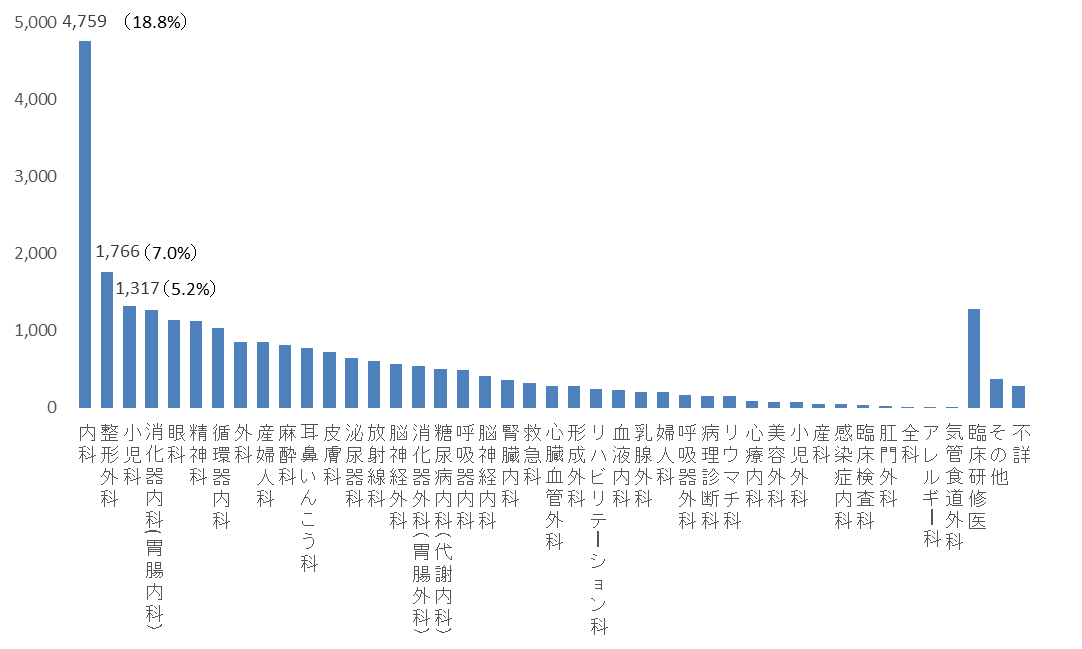 5,000
4,759 （18.8%）
4,000
3,000
2,000
1,766（7.0%）
1,317（5.2%）
1,000
0
内科
整形外科
小児科
消化器内科（胃腸内科）
眼科
精神科
循環器内科
外科
産婦人科
麻酔科
耳鼻いんこう科
皮膚科
泌尿器科
放射線科
脳神経外科
消化器外科（胃腸外科）
糖尿病内科（代謝内科）
呼吸器内科
脳神経内科
腎臓内科
救急科
心臓血管外科
形成外科
リハビリテーション科
血液内科
乳腺外科
婦人科
呼吸器外科
病理診断科
リウマチ科
心療内科
美容外科
小児外科
産科
感染症内科
臨床検査科
肛門外科
全科
アレルギー科
気管食道外科
臨床研修医
その他
不詳